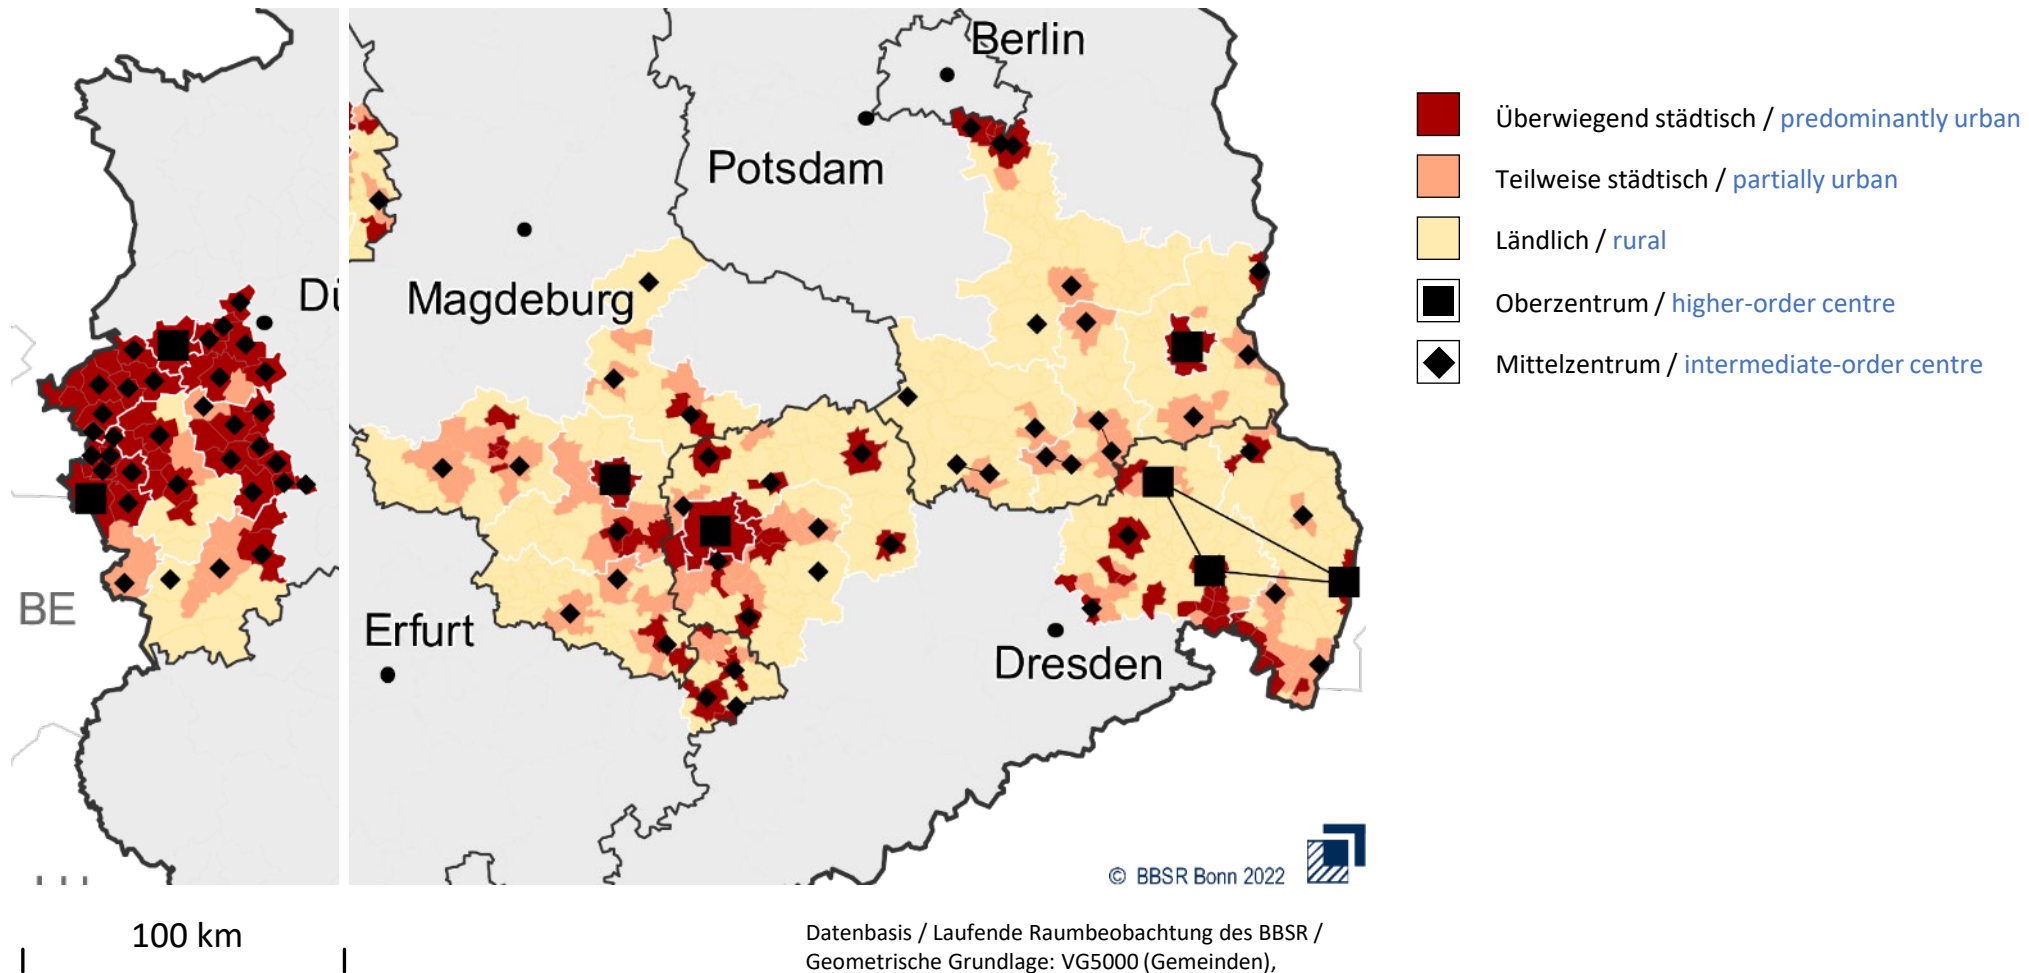 Berlin
Potsdam
Dü
Magdeburg
BE
Erfurt
Dresden
Überwiegend städtisch / predominantly urban
Teilweise städtisch / partially urban
Ländlich / rural
Oberzentrum / higher-order centre
Mittelzentrum / intermediate-order centre
© BBSR Bonn 2022
100 km
Datenbasis / Laufende Raumbeobachtung des BBSR /
Geometrische Grundlage: VG5000 (Gemeinden),